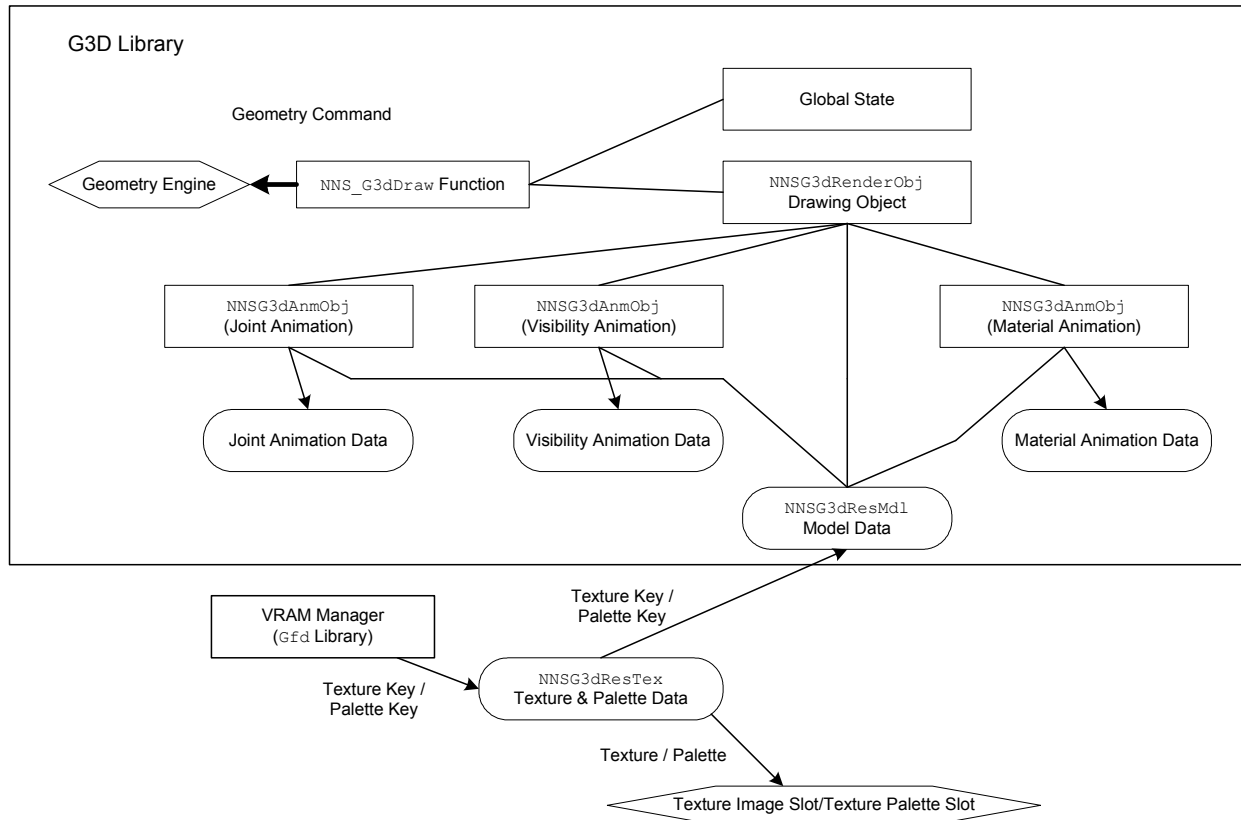 G3D Library
Global State
Geometry Command
Geometry Engine
NNS_G3dDraw Function
NNSG3dRenderObj
Drawing Object
NNSG3dAnmObj
(Joint Animation)
NNSG3dAnmObj
(Visibility Animation)
NNSG3dAnmObj
(Material Animation)
Joint Animation Data
Visibility Animation Data
Material Animation Data
NNSG3dResMdl
Model Data
Texture Key /
Palette Key
VRAM Manager
(Gfd Library)
Texture Key /
Palette Key
NNSG3dResTex
Texture & Palette Data
Texture / Palette
Texture Image Slot/Texture Palette Slot